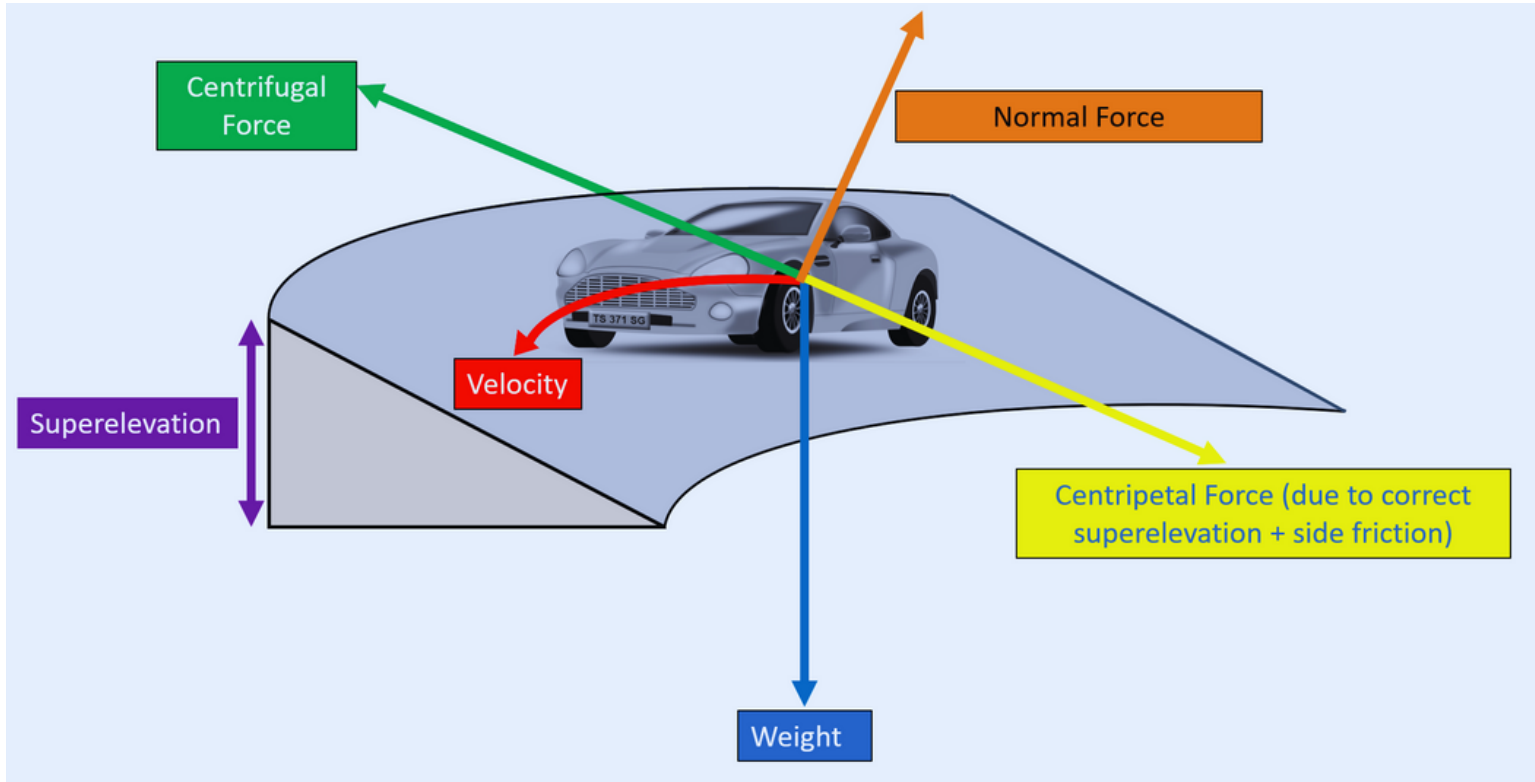 Centrifugal
Force
Normal Force
TS 371 SG
Velocity
Superelevation
Centripetal Force (due to correct
superelevation + side friction)
Weight